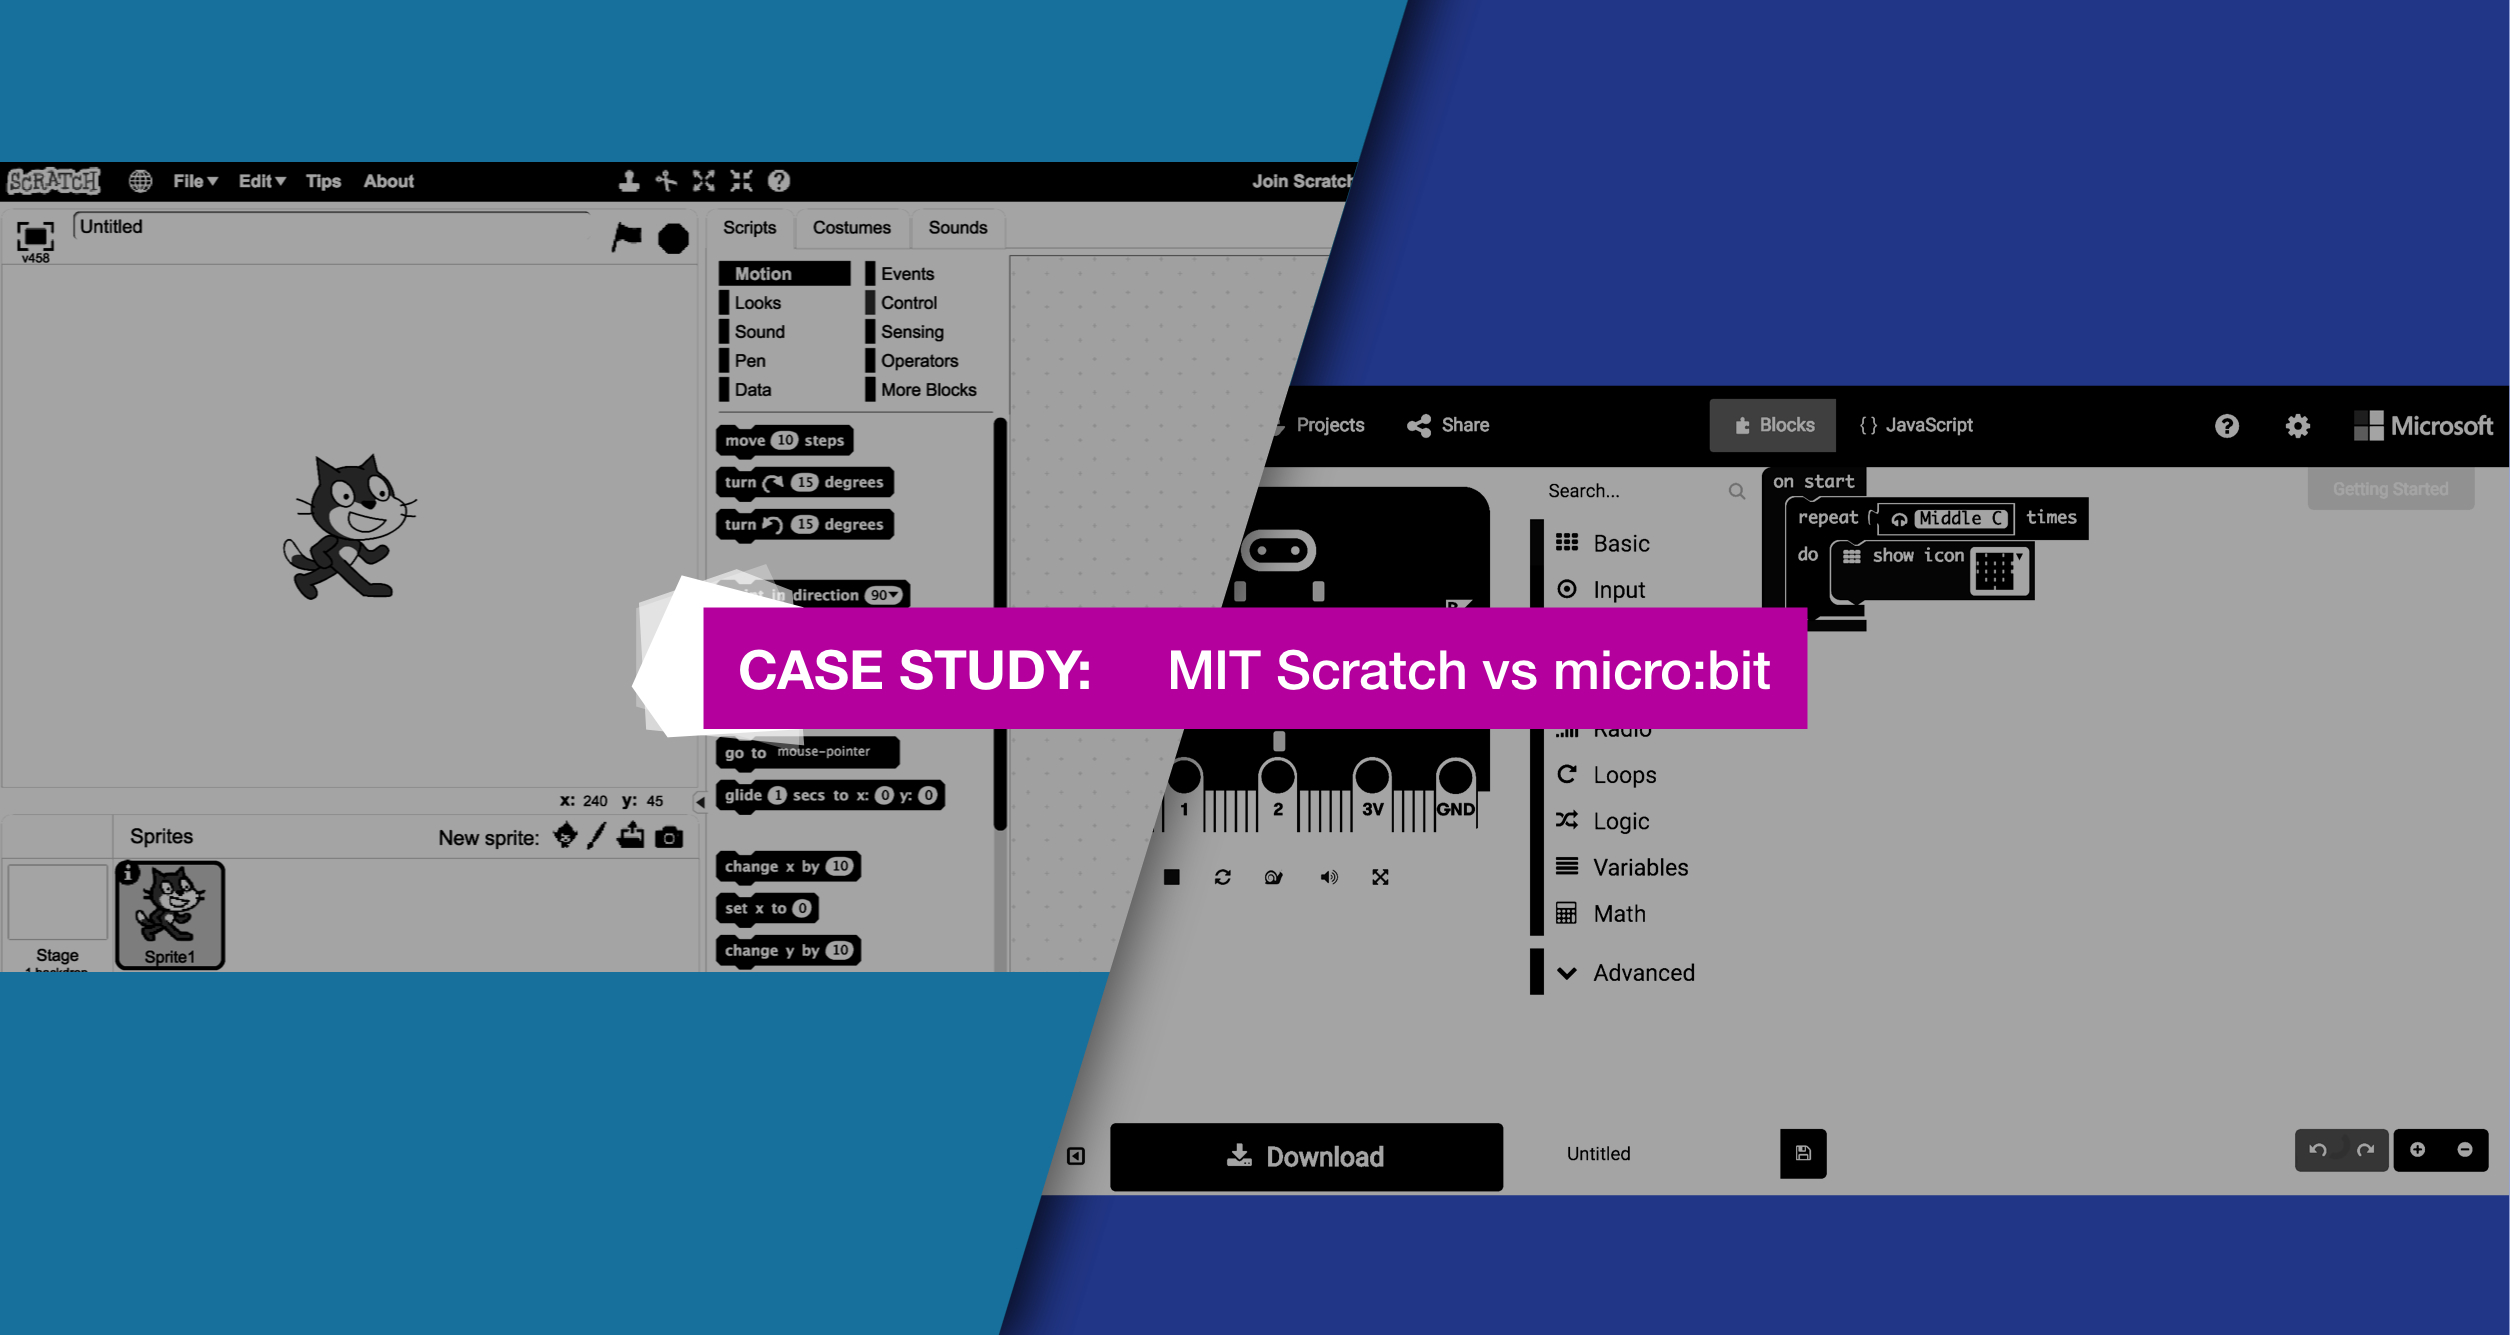 SCRATCH File Edit Tips About Join Scratch
Untitled
v458
Scripts Costumes Sounds
Motion Events
Looks Control
Sound Sensing
Pen Operators
Data More Blocks
move 10 steps
turn 15 degrees
turn 15 degrees
in direction 90
go to mouse-pointer
glide 1 secs to x: 0 y: 0
change x by 10
set x to 0
change y by 10
x: 240 y: 45
Sprites New sprite:
Stage
1 backdrop
Sprite1
CASE STUDY: MIT Scratch vs micro:bit
Projects Share Blocks {} JavaScript Microsoft
Getting Started
Search...
Basic
Input
Radio
Loops
Logic
Variables
Math
Advanced
on start
repeat Middle C times
do show icon
1 2 3V GND
Download
Untitled